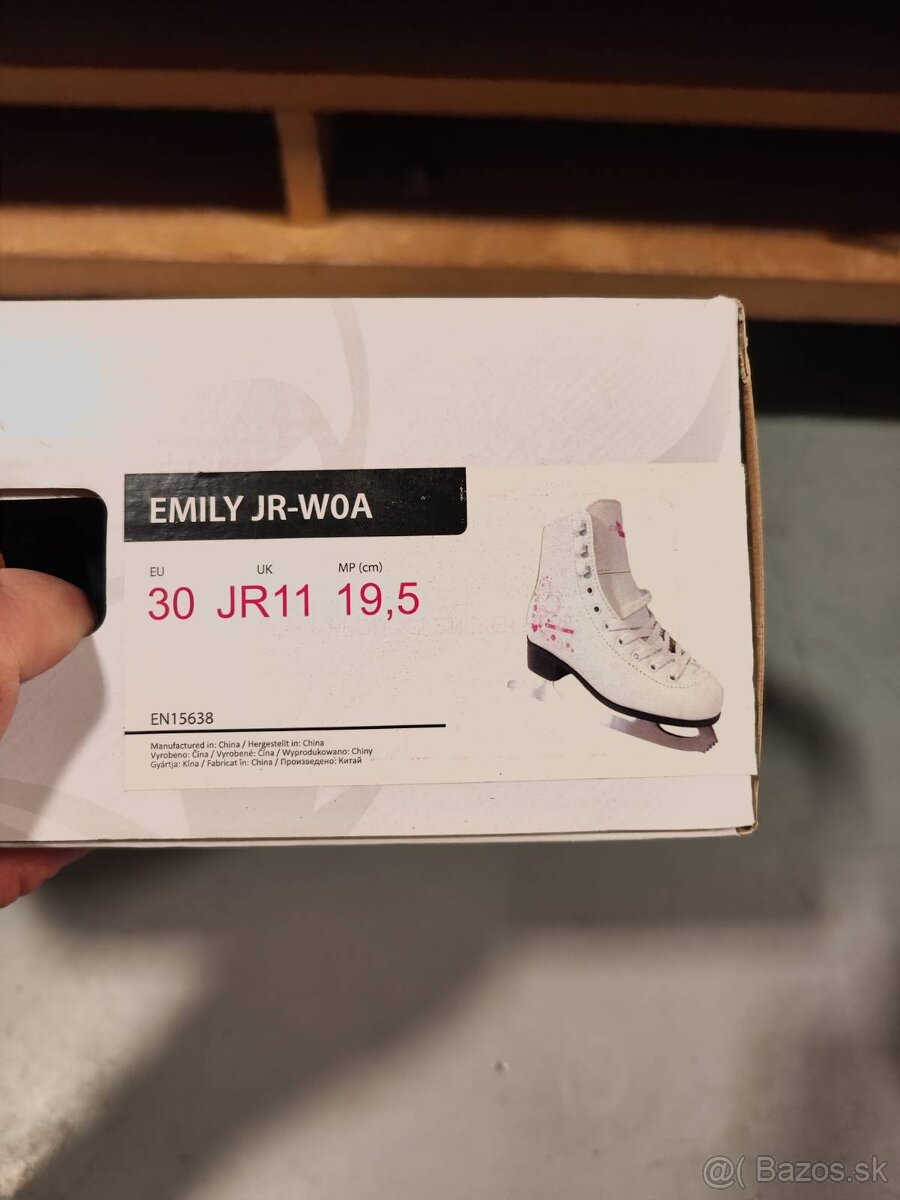 EMILY JR-W0A
EU UK MP (cm)
30 JR11 19,5
EN15638
Manufactured in: China / Hergestellt in: China
Vyrobeno: Čína / Vyrobené: Čína / Wyprodukowano: Chiny
Gyártja: Kína / Fabricat în: China / Произведено: Китай
@( Bazos.sk